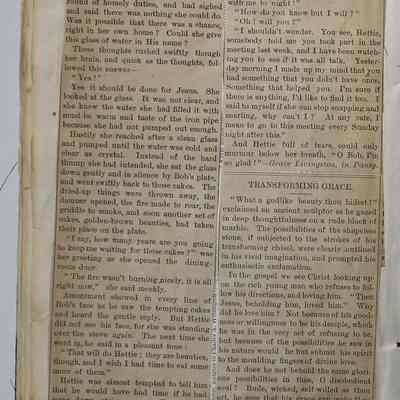 round of homely duties, and had sighed
and said there was nothing she could do.
Was it possible that there was a chance,
right in her own home? Could she give
this glass of water in His name?
These thoughts rushed swiftly though
her brain, and quick as the thoughts, fol-
lowed this answer—
"Yes!"
Yes it should be done for Jesus. She
looked at the glass. It was not clear, and
she knew the water she had filled it with
must be warm and taste of the iron pipe
because she had not pumped out enough.
Hastily she rinsed after a clean glass
and pumped until the water was cold and
clear as crystal. Instead of the hard
thump she had intended, she set the glass
down gently and in silence by Bob's plate,
and went swiftly back to those cakes. The
dried-up things were thrown away, the
damper opened, the fire made to roar, the
griddle to smoke, and soon another set of
cakes, golden-brown beauties, had taken
their place on the plate.
"I say, how many years are you going
to keep me waiting for those cakes?" was
her greeting as she opened the dining-
room door.
"The fire wasn't burning nicely, it is all
right now," she said meekly.
Amazement showed in every line of
Bob's face as he saw the tempting cakes
and heard the gentle reply. But Hettie
did not see his face, for she was standing
over the stove again. The next time she
went in, he said in a pleasant tone:
"That will do Hettie; they are beauties,
though, and I wish I had time to eat some
more of them."
Hettie was almost tempted to tell him
that he would have had time if he had
with me to night!"
"How do you know but I will?"
"Oh! will you?"
"I shouldn't wonder. You see, Hettie,
somebody told me you took part in the
meeting last week, and I have been watch-
ing you to see if it was all talk. Yester-
day morning I made up my mind that you
had something that you didn't have once.
Something that helped you. I'm sure if
there is anything, I'd like to find it too. I
said to myself if she can stop snapping and
snarling, why can't I? At any rate, I
mean to go to this meeting every Sunday
night after this."
And Hettie full of tears, could only
murmur below her breath, "O Bob, I'm
so glad!"—Grace Livingston, in Pansy.
TRANSFORMING GRACE.
"What a godlike beauty thou hidest!"
exclaimed an ancient sculptor as he gazed
in deep thoughtfulness on a rude block of
marble. The possibilities of the shapeless
stone, if subjected to the strokes of his
transforming chisel, were clearly outlined
in his vivid imagination, and prompted his
enthusiastic exclamation.
In the gospel we see Christ looking up-
on the rich young man who refuses to fol-
low his directions, and loving him. "Then
Jesus, beholding him, loved him." Why
did he love him? Not because of his good-
ness or willingness to be his disciple, which
he was in the very act of refusing to be,
but because of the possibilities he saw in
his nature would he but submit his spirit
to the moulding fingers of divine love.
And does he not behold the same glori-
ous possibilities in thine, O disobedient
soul? Rude, wicked, self-willed as thou